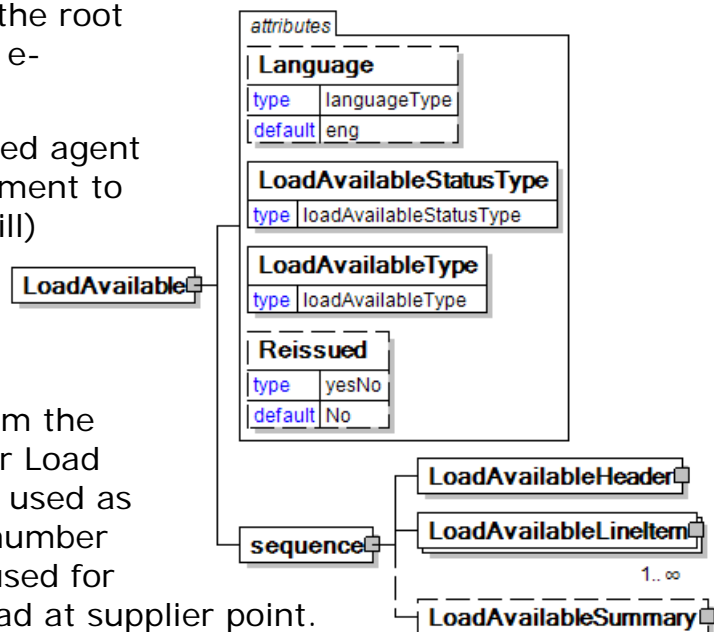 the root
e-
ed agent
ment to
ill)
m the
r Load
used as
number
used for
ad at supplier point.
LoadAvailable
attributes
Language
type languageType
default eng
LoadAvailableStatusType
type loadAvailableStatusType
LoadAvailableType
type loadAvailableType
Reissued
type yesNo
default No
sequence
LoadAvailableHeader
LoadAvailableLineItem
1.. ∞
LoadAvailableSummary